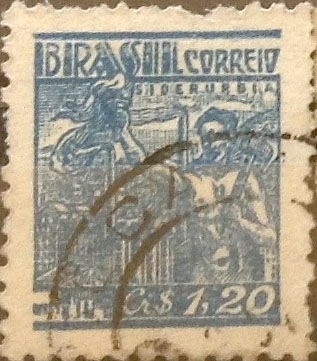 BRASIL CORREIO
SIDERURGIA
Cr$ 1,20